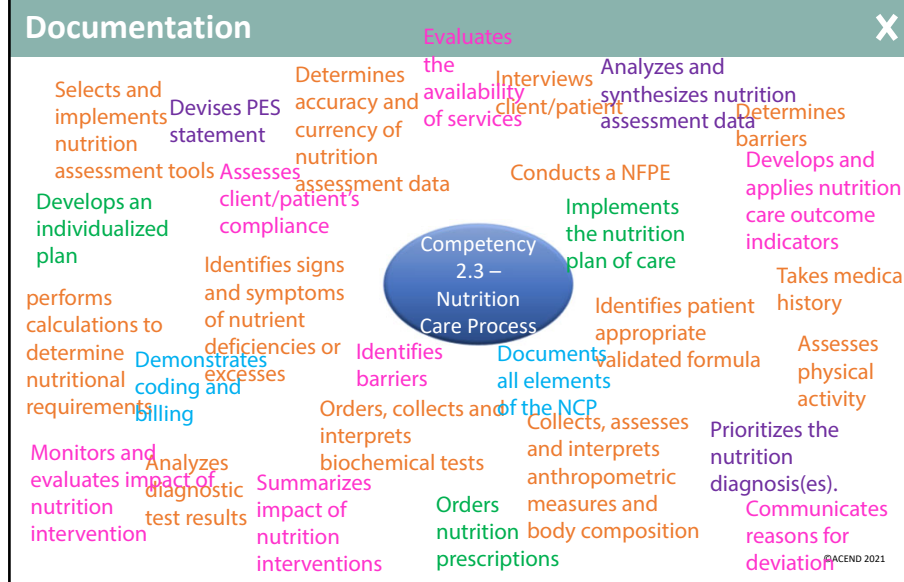 Documentation
X
Evaluates
the
availability
of services
Selects and
implements
nutrition
assessment tools
Devises PES
statement
Determines
accuracy and
currency of
nutrition
assessment data
Interviews
client/patient
Analyzes and
synthesizes nutrition
assessment data
Determines
barriers
Assesses
client/patient's
compliance
Conducts a NFPE
Develops and
applies nutrition
care outcome
indicators
Develops an
individualized
plan
Implements
the nutrition
plan of care
Competency
2.3 –
Nutrition
Care Process
Identifies signs
and symptoms
of nutrient
deficiencies or
excesses
Takes medica
history
performs
calculations to
determine
nutritional
requirements
Identifies patient
appropriate
validated formula
Demonstrates
coding and
billing
Identifies
barriers
Documents
all elements
of the NCP
Assesses
physical
activity
Orders, collects and
interprets
biochemical tests
Collects, assesses
and interprets
anthropometric
measures and
body composition
Prioritizes the
nutrition
diagnosis(es).
Monitors and
evaluates impact of
nutrition
intervention
Analyzes
diagnostic
test results
Summarizes
impact of
nutrition
interventions
Orders
nutrition
prescriptions
Communicates
reasons for
deviation
©ACEND 2021